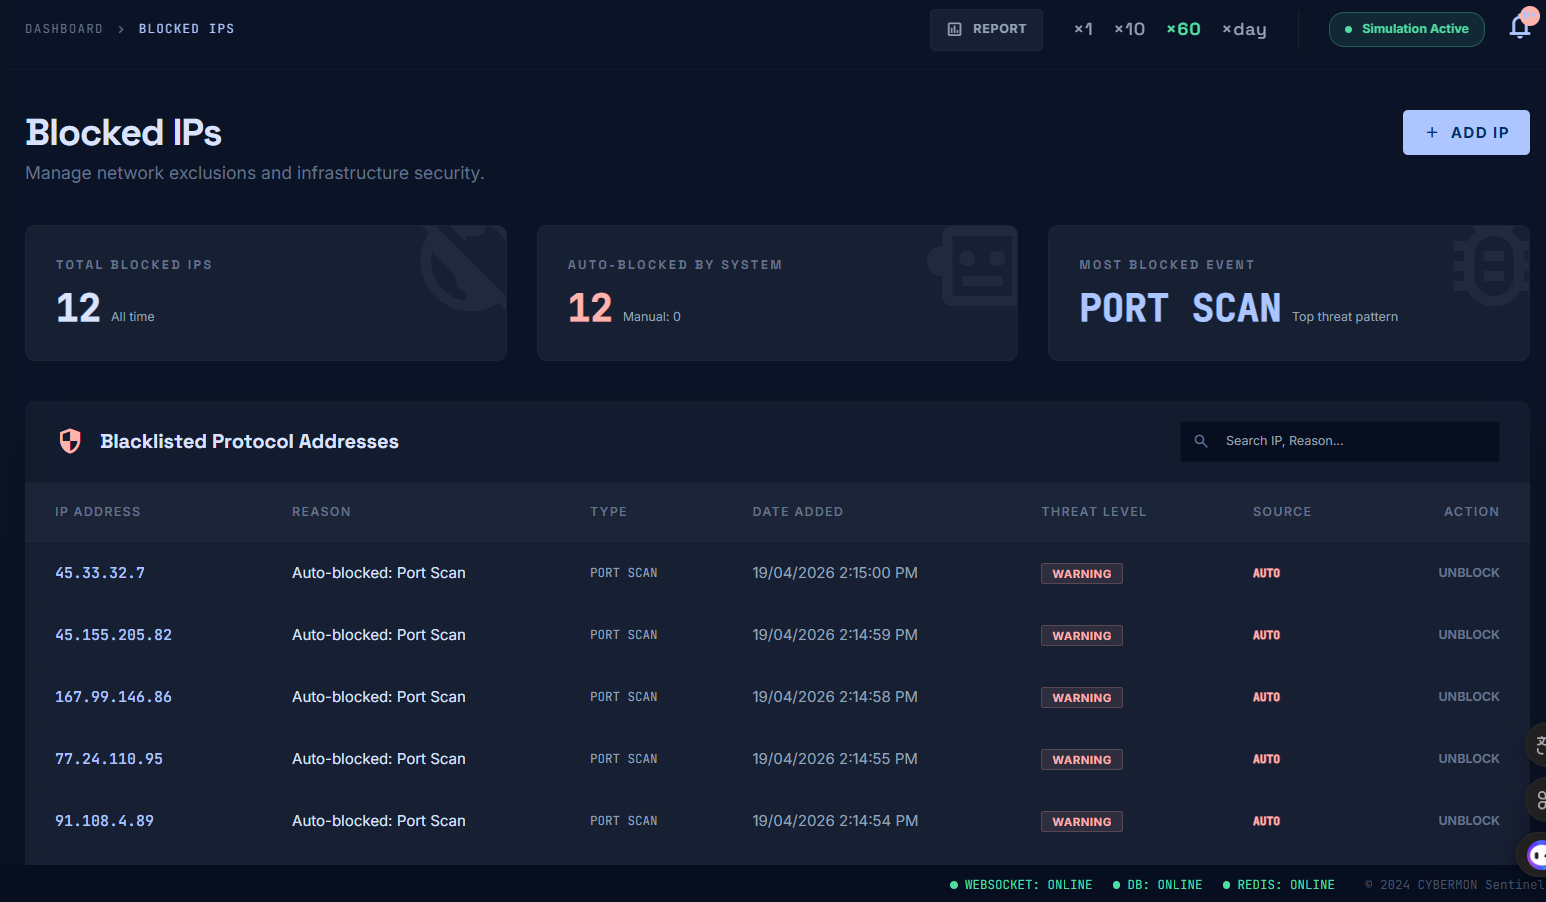 DASHBOARD > BLOCKED IPS
REPORT ×1 ×10 ×60 ×day Simulation Active
Blocked IPs
+ ADD IP
Manage network exclusions and infrastructure security.
TOTAL BLOCKED IPS
12 All time
AUTO-BLOCKED BY SYSTEM
12 Manual: 0
MOST BLOCKED EVENT
PORT SCAN Top threat pattern
Blacklisted Protocol Addresses
Search IP, Reason...
IP ADDRESS REASON TYPE DATE ADDED THREAT LEVEL SOURCE ACTION
45.33.32.7 Auto-blocked: Port Scan PORT SCAN 19/04/2026 2:15:00 PM WARNING AUTO UNBLOCK
45.155.205.82 Auto-blocked: Port Scan PORT SCAN 19/04/2026 2:14:59 PM WARNING AUTO UNBLOCK
167.99.146.86 Auto-blocked: Port Scan PORT SCAN 19/04/2026 2:14:58 PM WARNING AUTO UNBLOCK
77.24.110.95 Auto-blocked: Port Scan PORT SCAN 19/04/2026 2:14:55 PM WARNING AUTO UNBLOCK
91.108.4.89 Auto-blocked: Port Scan PORT SCAN 19/04/2026 2:14:54 PM WARNING AUTO UNBLOCK
WEBSOCKET: ONLINE DB: ONLINE REDIS: ONLINE © 2024 CYBERMON Sentinel